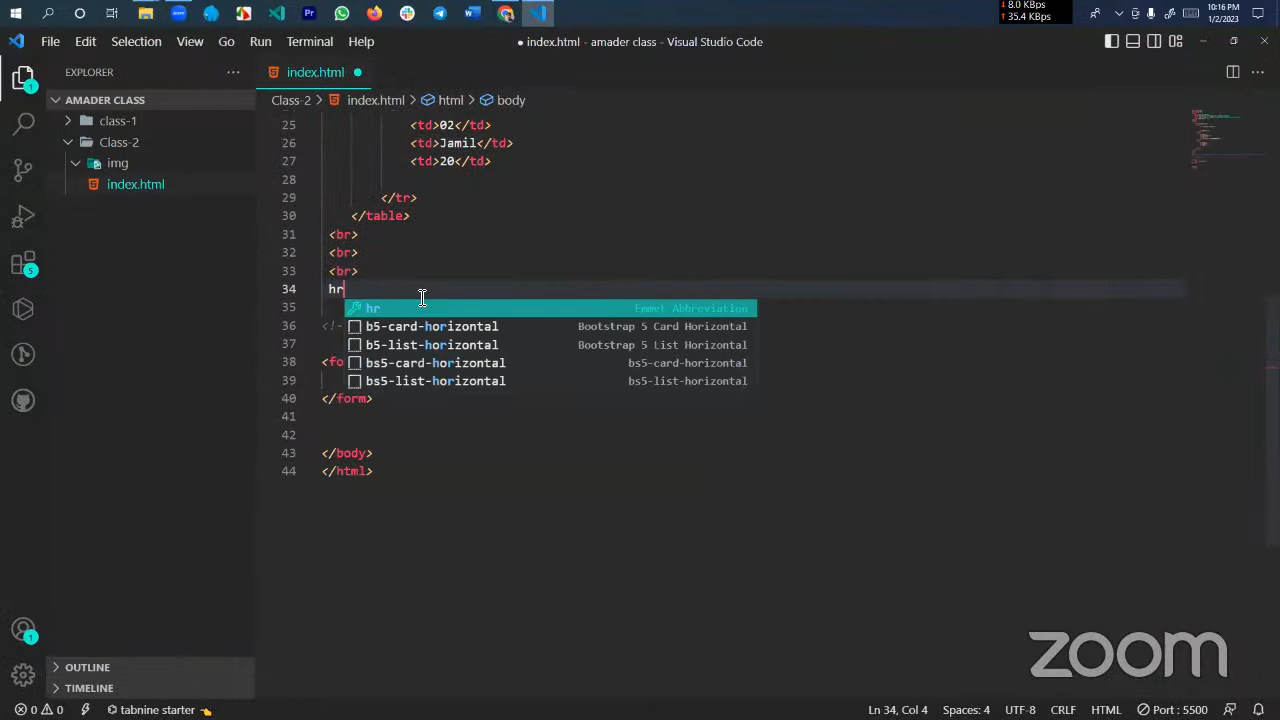 8.0 KBps
35.4 KBps
10:16 PM
1/2/2023
File Edit Selection View Go Run Terminal Help
● index.html - amader class - Visual Studio Code
EXPLORER
index.html
AMADER CLASS
Class-2 > index.html > html > body
class-1
Class-2
img
index.html
25 <td>02</td>
26 <td>Jamil</td>
27 <td>20</td>
28
29 </tr>
30 </table>
31 <br>
32 <br>
33 <br>
34 hr
hr Emmet Abbreviation
35
36 <!-
b5-card-horizontal Bootstrap 5 Card Horizontal
37
b5-list-horizontal Bootstrap 5 List Horizontal
38 <fo
bs5-card-horizontal bs5-card-horizontal
39
bs5-list-horizontal bs5-list-horizontal
40 </form>
41
42
43 </body>
44 </html>
1
5
1
zoom
OUTLINE
TIMELINE
0 0 tabnine starter Ln 34, Col 4 Spaces: 4 UTF-8 CRLF HTML Port : 5500